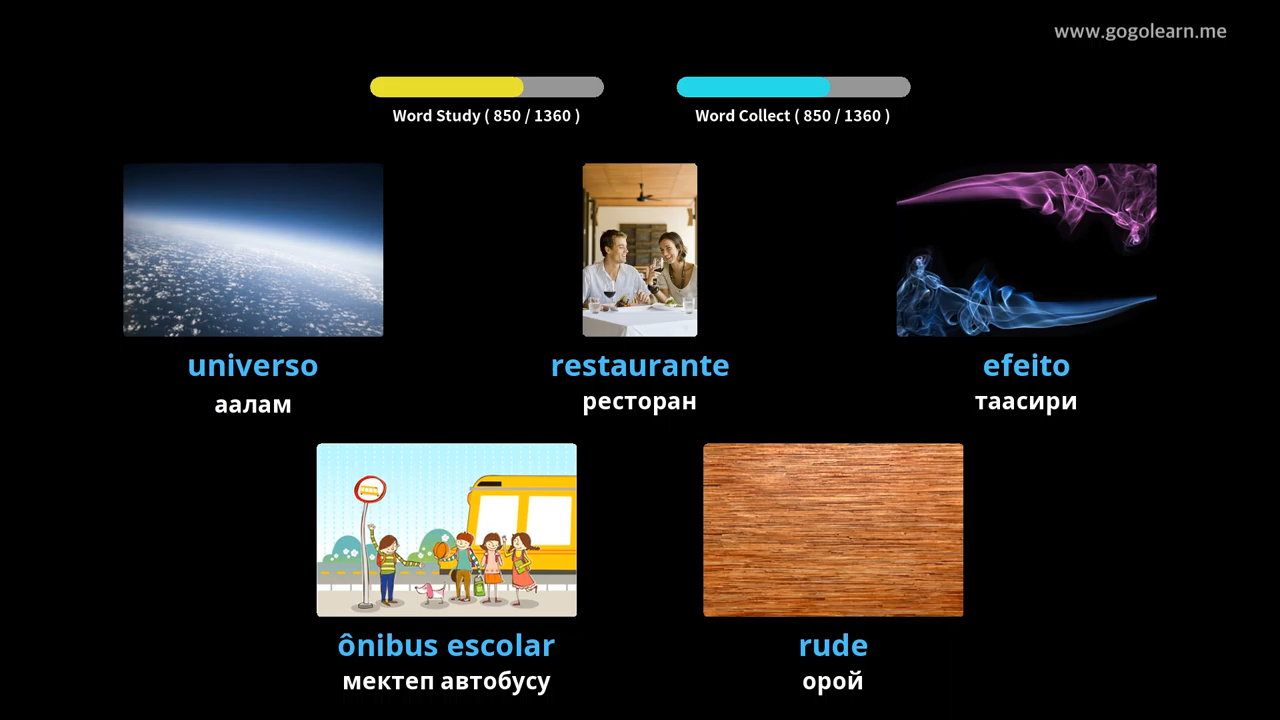 www.gogolearn.me
Word Study ( 850 / 1360 )
Word Collect ( 850 / 1360 )
universo
аалам
restaurante
ресторан
efeito
таасири
ônibus escolar
мектеп автобусу
rude
орой